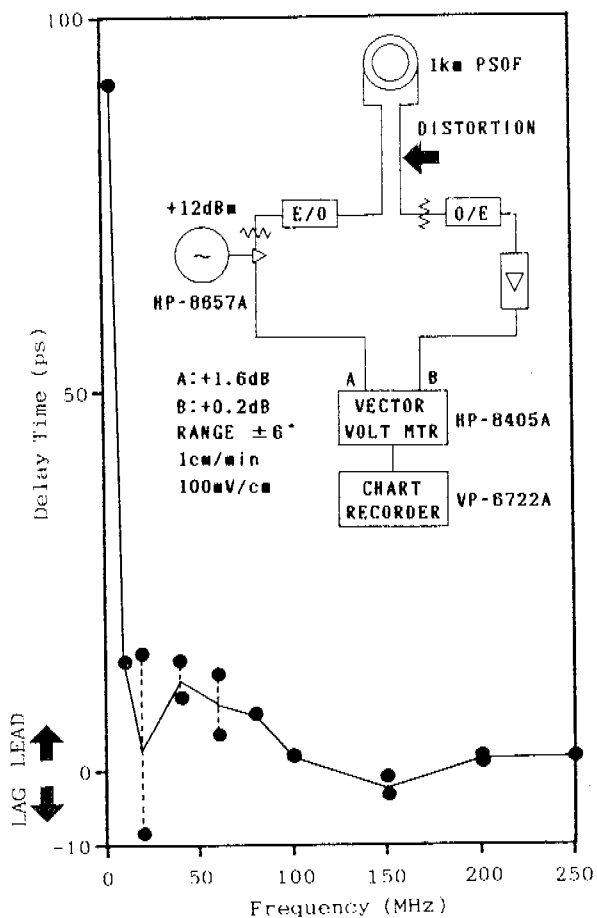 100
1km PSOF
DISTORTION
+12dBm
E/O
O/E
~
HP-8657A
A:+1.6dB
B:+0.2dB
RANGE ±6°
1cm/min
100mV/cm
A
B
VECTOR
VOLT MTR
HP-8405A
CHART
RECORDER
VP-6722A
50
Delay Time (ps)
LAG LEAD
0
-10
0 50 100 150 200 250
Frequency (MHz)